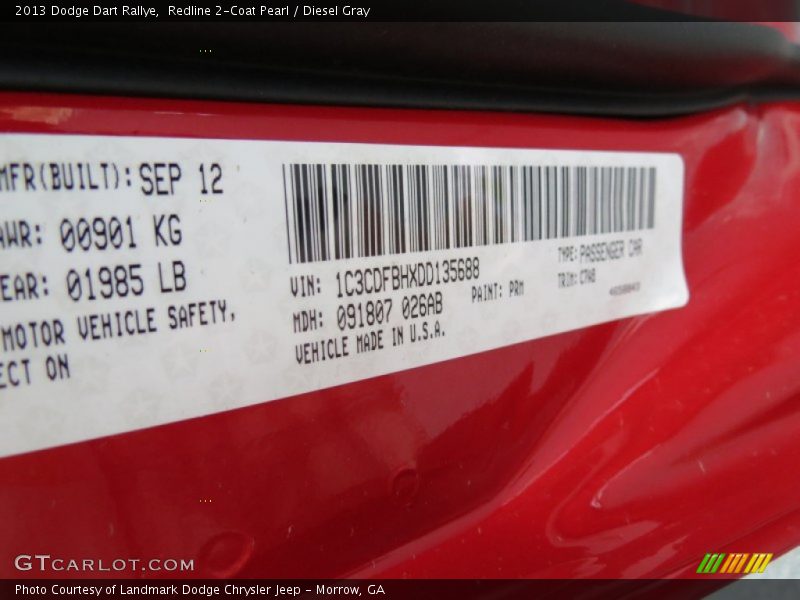 2013 Dodge Dart Rallye,  Redline 2-Coat Pearl / Diesel Gray
MFR(BUILT): SEP 12
AWR: 00901 KG
EAR: 01985 LB
MOTOR VEHICLE SAFETY,
ECT ON
VIN: 1C3CDFBHXDD135688
MDH: 091807 026AB
VEHICLE MADE IN U.S.A.
PAINT: PRM
TYPE: PASSENGER CAR
TRIM:
GTCARLOT.COM
Photo Courtesy of Landmark Dodge Chrysler Jeep - Morrow, GA